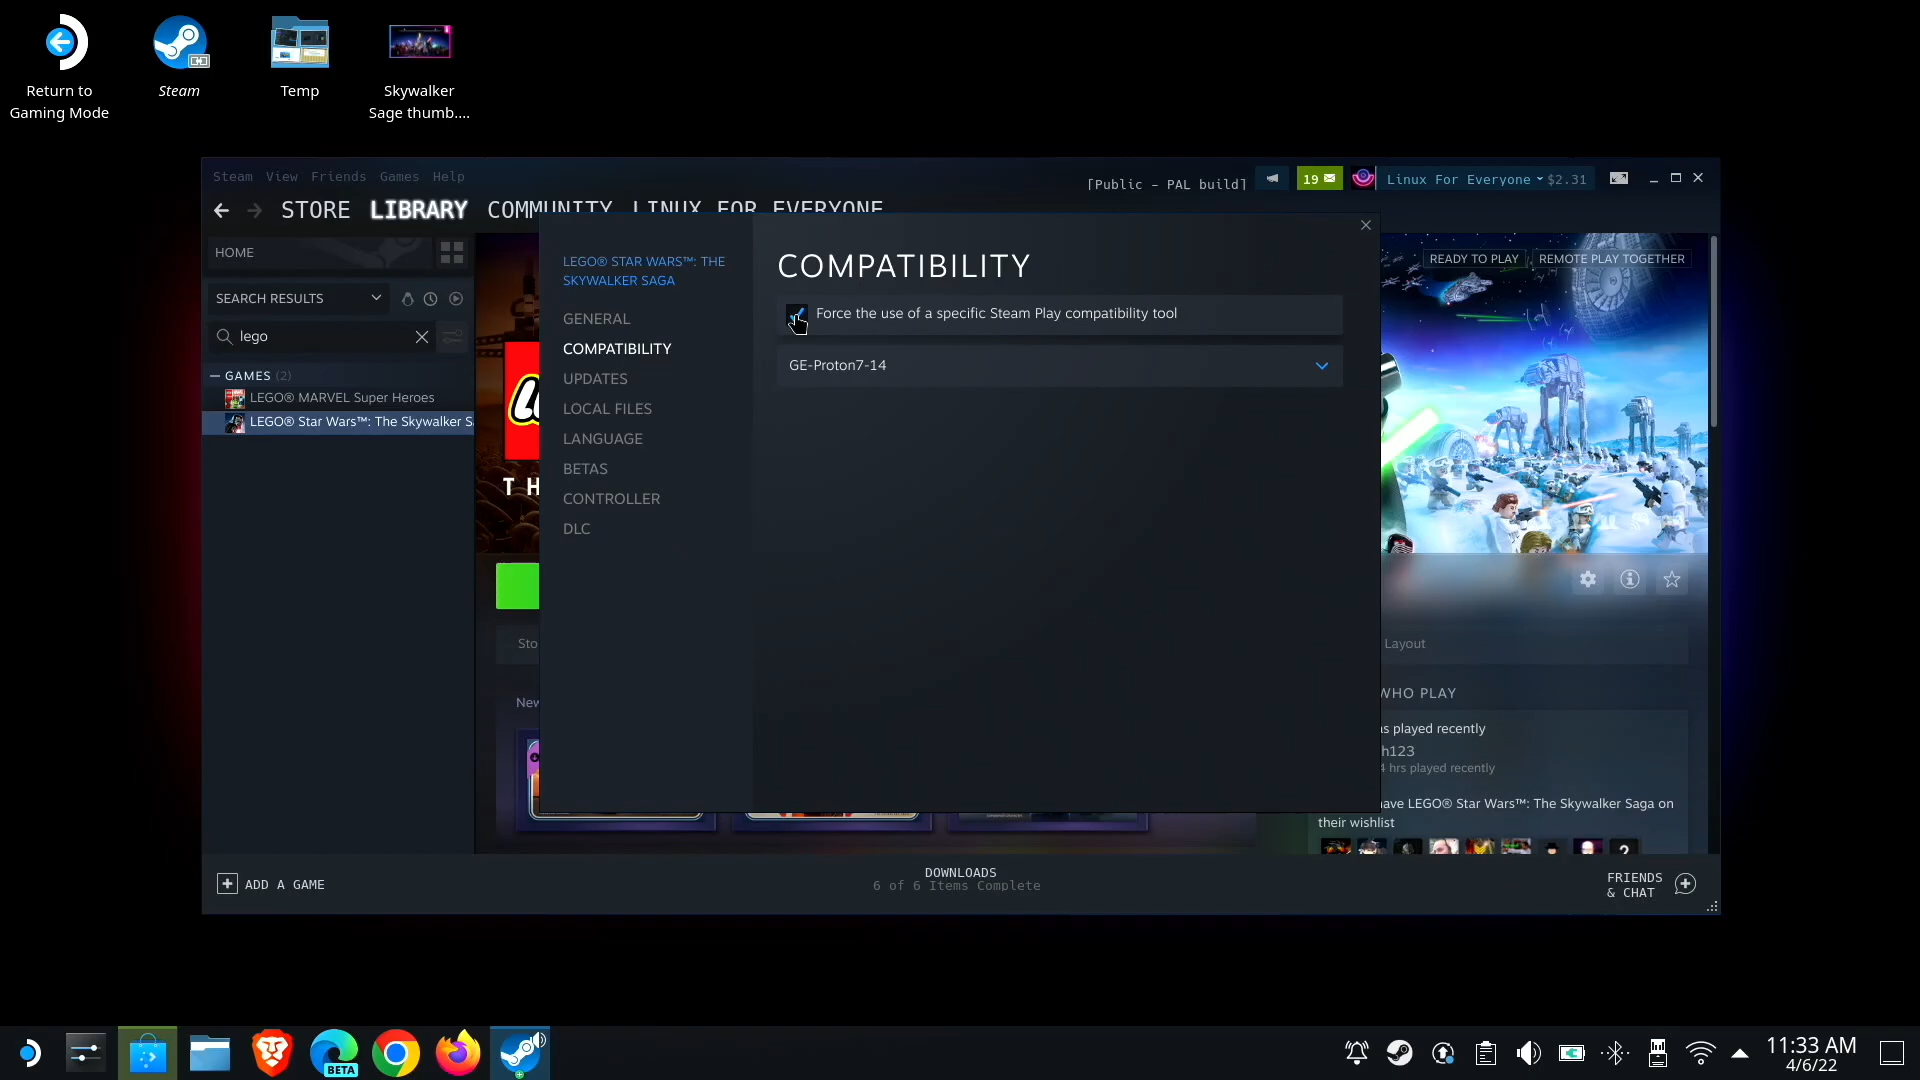 Return to
Gaming Mode
Steam
Temp
Skywalker
Sage thumb....
Steam View Friends Games Help
[Public - PAL build]
19
Linux For Everyone
$2.31
STORE LIBRARY COMMUNITY LINUX FOR EVERYONE
HOME
SEARCH RESULTS
lego
GAMES (2)
LEGO® MARVEL Super Heroes
LEGO® Star Wars™: The Skywalker S
LEGO® STAR WARS™: THE
SKYWALKER SAGA
GENERAL
COMPATIBILITY
UPDATES
LOCAL FILES
LANGUAGE
BETAS
CONTROLLER
DLC
COMPATIBILITY
Force the use of a specific Steam Play compatibility tool
GE-Proton7-14
READY TO PLAY
REMOTE PLAY TOGETHER
T H
Sto
Layout
New
WHO PLAY
as played recently
h123
4 hrs played recently
have LEGO® Star Wars™: The Skywalker Saga on
their wishlist
?
ADD A GAME
DOWNLOADS
6 of 6 Items Complete
FRIENDS
& CHAT
BETA
11:33 AM
4/6/22